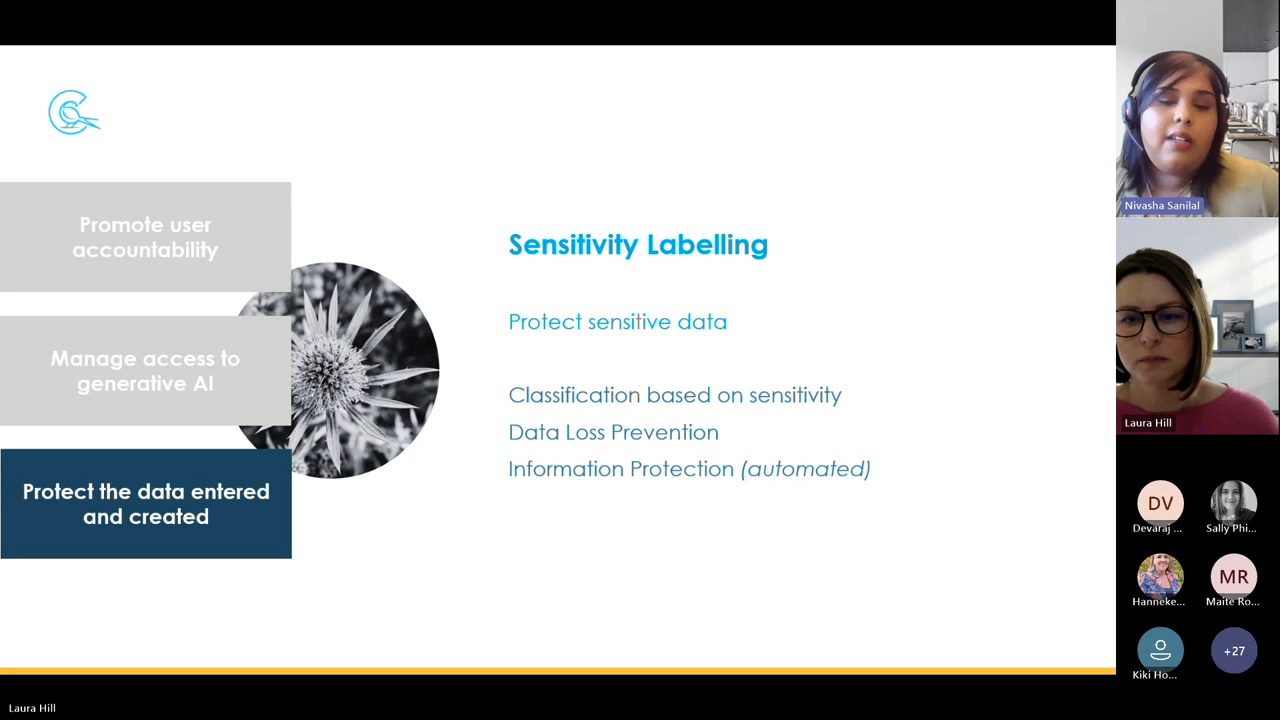 Promote user
accountability
Manage access to
generative AI
Protect the data entered
and created
Sensitivity Labelling
Protect sensitive data
Classification based on sensitivity
Data Loss Prevention
Information Protection (automated)
Nivasha Sanilal
Laura Hill
DV
Devaraj ...
Sally Phi...
Hanneke...
MR
Maite Ro...
Kiki Ho...
+27
Laura Hill